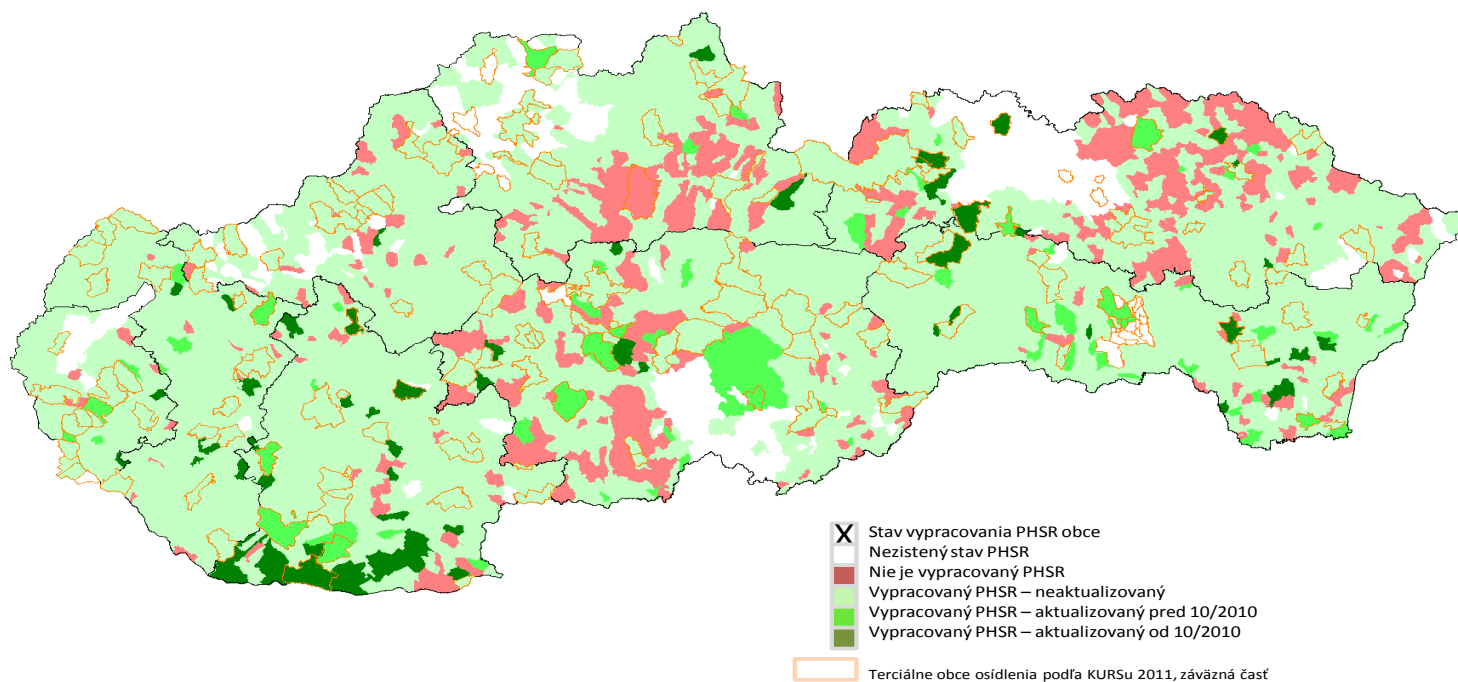 X Stav vypracovania PHSR obce
Nezistený stav PHSR
Nie je vypracovaný PHSR
Vypracovaný PHSR – neaktualizovaný
Vypracovaný PHSR – aktualizovaný pred 10/2010
Vypracovaný PHSR – aktualizovaný od 10/2010
Terciálne obce osídlenia podľa KURSu 2011, záväzná časť